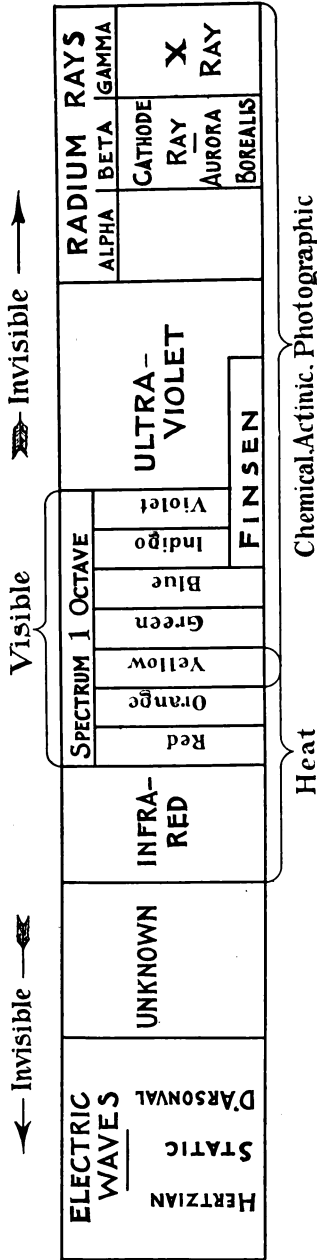 Invisible
Visible
Invisible
ELECTRIC
WAVES
HERTZIAN
STATIC
D'ARSONVAL
UNKNOWN
INFRA-
RED
SPECTRUM 1 OCTAVE
Red
Orange
Yellow
Green
Blue
Indigo
Violet
FINSEN
ULTRA-
VIOLET
RADIUM RAYS
ALPHA
BETA
GAMMA
CATHODE
RAY
AURORA
BOREALIS
X
RAY
Heat
Chemical. Actinic. Photographic